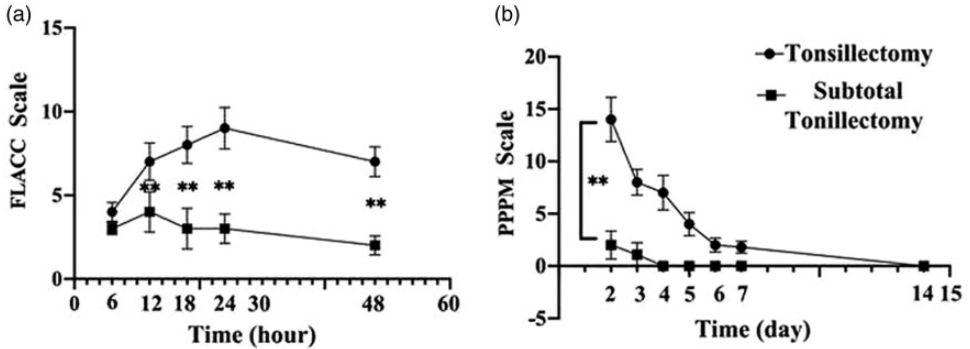 (a)
FLACC Scale
15
10
5
0
** ** ** **
0 6 12 18 24 30 48 60
Time (hour)
(b)
PPPM Scale
20
15
10
5
0
-5
**
2 3 4 5 6 7 14 15
Time (day)
Tonsillectomy
Subtotal
Tonillectomy